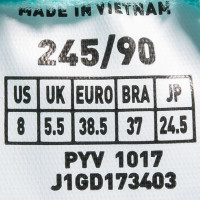 MADE IN VIETNAM
245/90
US UK EURO BRA JP
8 5.5 38.5 37 24.5
PYV 1017
J1GD173403